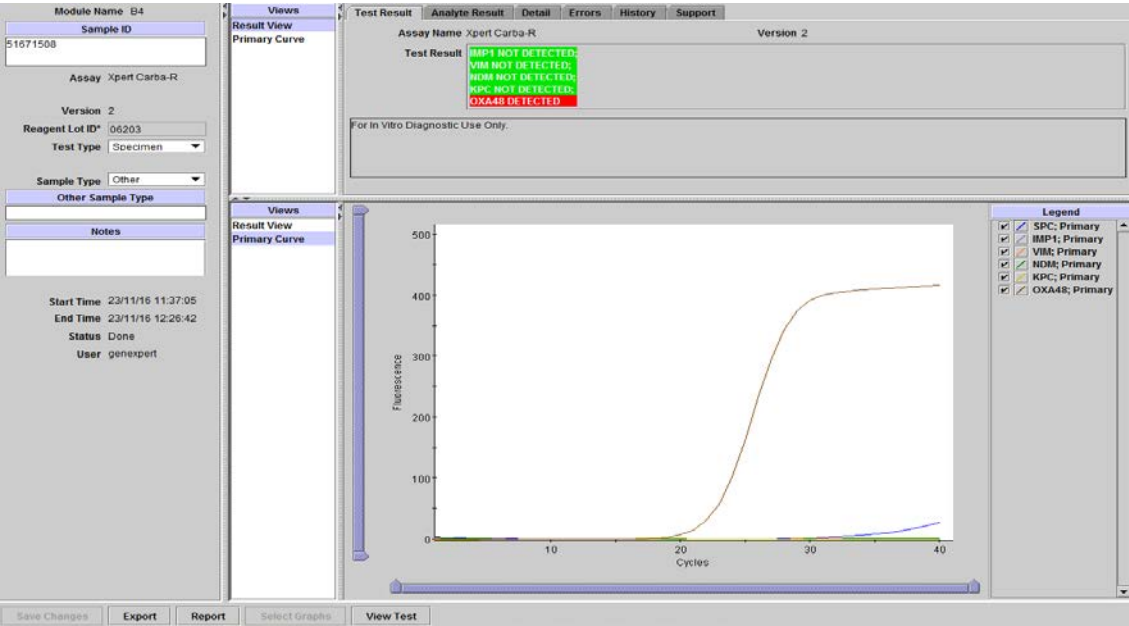 Module Name B4
Sample ID
51671508
Assay Xpert Carba-R
Version 2
Reagent Lot ID* 06203
Test Type Specimen
Sample Type Other
Other Sample Type
Notes
Start Time 23/11/16 11:37:05
End Time 23/11/16 12:26:42
Status Done
User genexpert
Views
Result View
Primary Curve
Test Result Analyte Result Detail Errors History Support
Assay Name Xpert Carba-R Version 2
Test Result IMP1 NOT DETECTED;
VIM NOT DETECTED;
NDM NOT DETECTED;
KPC NOT DETECTED;
OXA48 DETECTED
For In Vitro Diagnostic Use Only.
Views
Result View
Primary Curve
500
400
300
200
100
0
Fluorescence
10 20 30 40
Cycles
Legend
SPC; Primary
IMP1; Primary
VIM; Primary
NDM; Primary
KPC; Primary
OXA48; Primary
Save Changes Export Report Select Graphs View Test